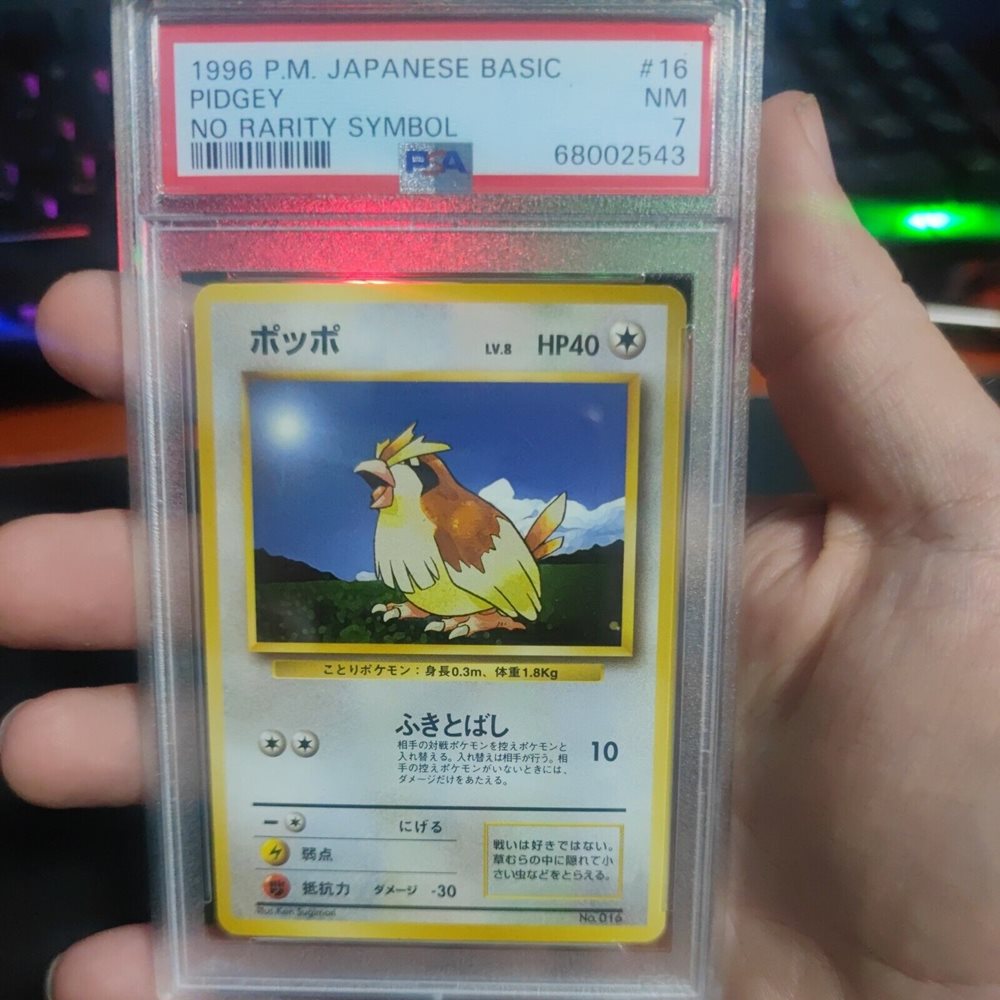 1996 P.M. JAPANESE BASIC #16
PIDGEY NM
NO RARITY SYMBOL 7
PSA 68002543
ポッポ LV.8 HP40
ことりポケモン：身長0.3m、体重1.8Kg
ふきとばし
相手の対戦ポケモンを控えポケモンと
入れ替える。入れ替えは相手が行う。相
手の控えポケモンがいないときには、
ダメージだけをあたえる。
10
ー にげる
弱点
抵抗力 ダメージ -30
戦いは好きではない。
草むらの中に隠れて小
さい虫などをとらえる。
Illus. Ken Sugimori No. 016